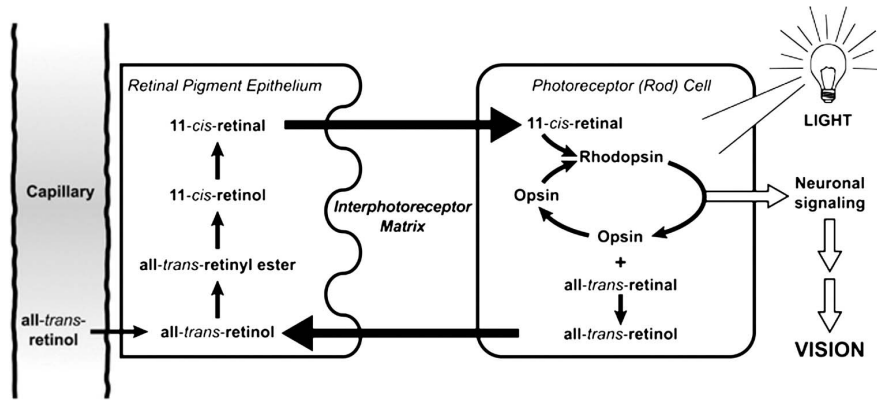 Capillary
all-trans-
retinol
Retinal Pigment Epithelium
11-cis-retinal
11-cis-retinol
all-trans-retinyl ester
all-trans-retinol
Interphotoreceptor
Matrix
Photoreceptor (Rod) Cell
11-cis-retinal
Rhodopsin
Opsin
Opsin
+
all-trans-retinal
all-trans-retinol
LIGHT
Neuronal
signaling
VISION